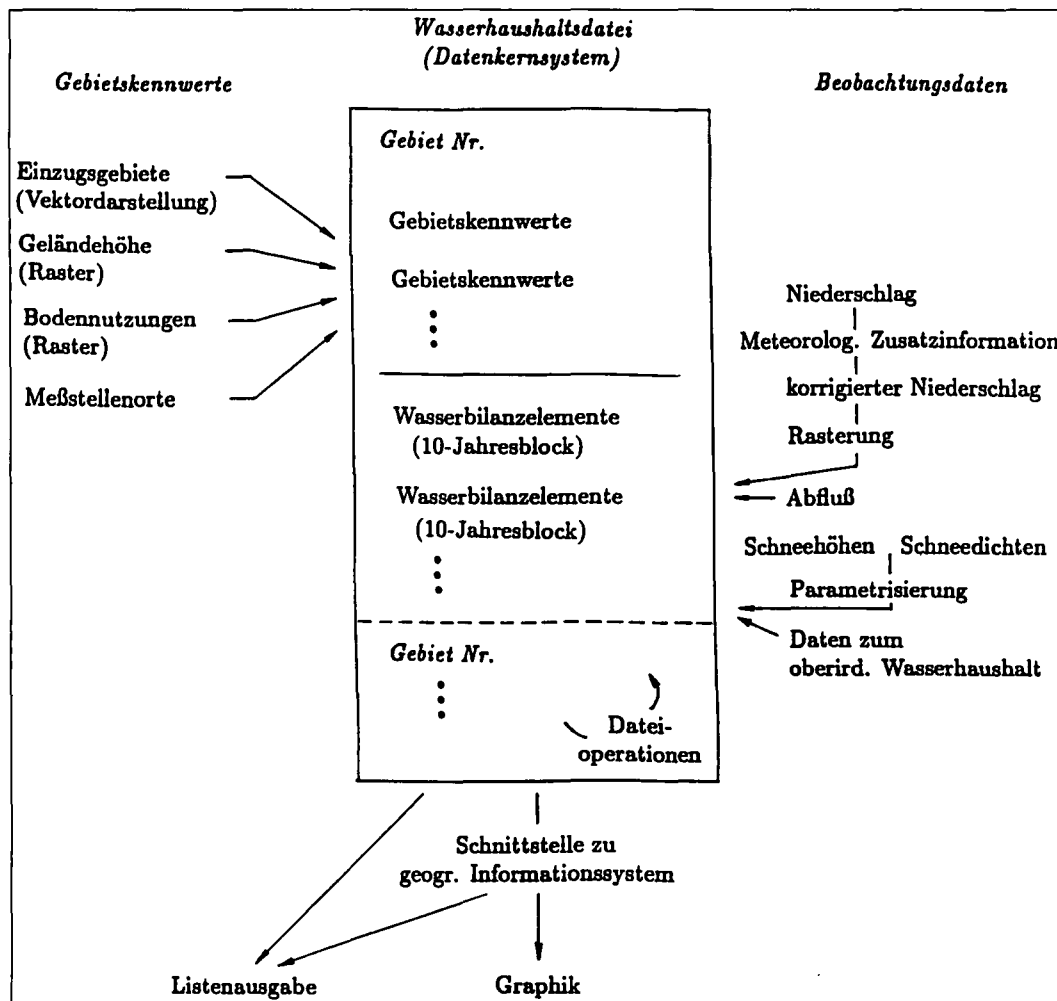 Wasserhaushaltsdatei
(Datenkernsystem)
Gebietskennwerte
Beobachtungsdaten
Einzugsgebiete
(Vektordarstellung)
Geländehöhe
(Raster)
Bodennutzungen
(Raster)
Meßstellenorte
Gebiet Nr.
Gebietskennwerte
Gebietskennwerte
Wasserbilanzelemente
(10-Jahresblock)
Wasserbilanzelemente
(10-Jahresblock)
Gebiet Nr.
Datei-
operationen
Niederschlag
Meteorolog. Zusatzinformation
korrigierter Niederschlag
Rasterung
Abfluß
Schneehöhen Schneedichten
Parametrisierung
Daten zum
oberird. Wasserhaushalt
Schnittstelle zu
geogr. Informationssystem
Listenausgabe
Graphik